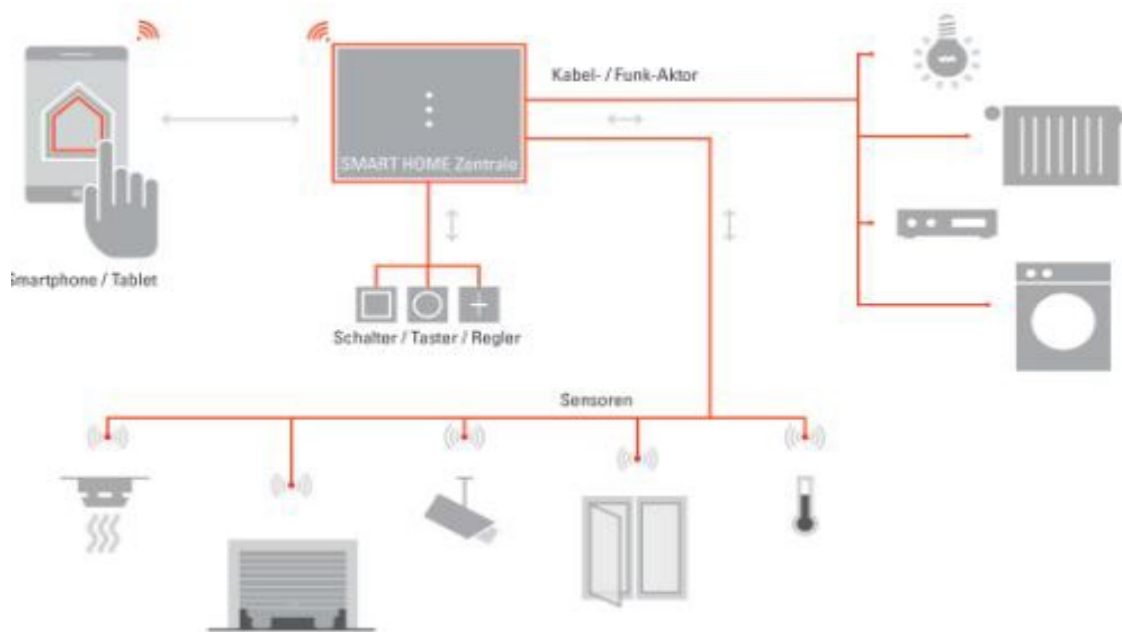 Kabel- / Funk-Aktor
SMART HOME Zentrale
Smartphone / Tablet
Schalter / Taster / Regler
Sensoren